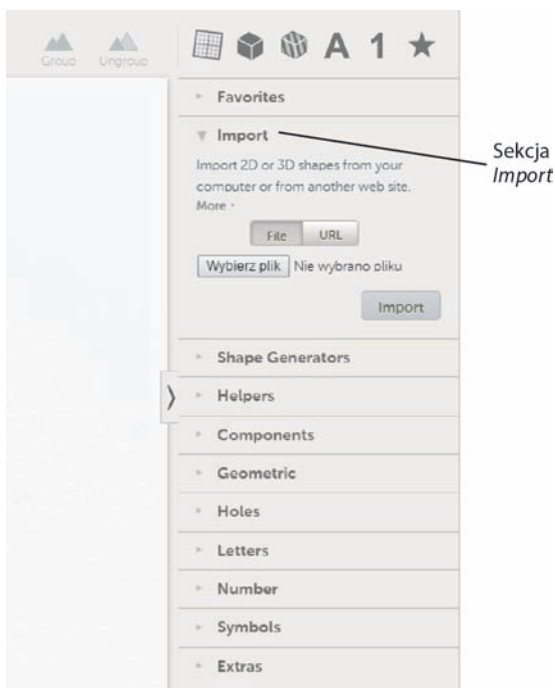 Group Ungroup
A 1
Favorites
Import
Sekcja
Import
Import 2D or 3D shapes from your
computer or from another web site.
More
File URL
Wybierz plik Nie wybrano pliku
Import
Shape Generators
Helpers
Components
Geometric
Holes
Letters
Number
Symbols
Extras